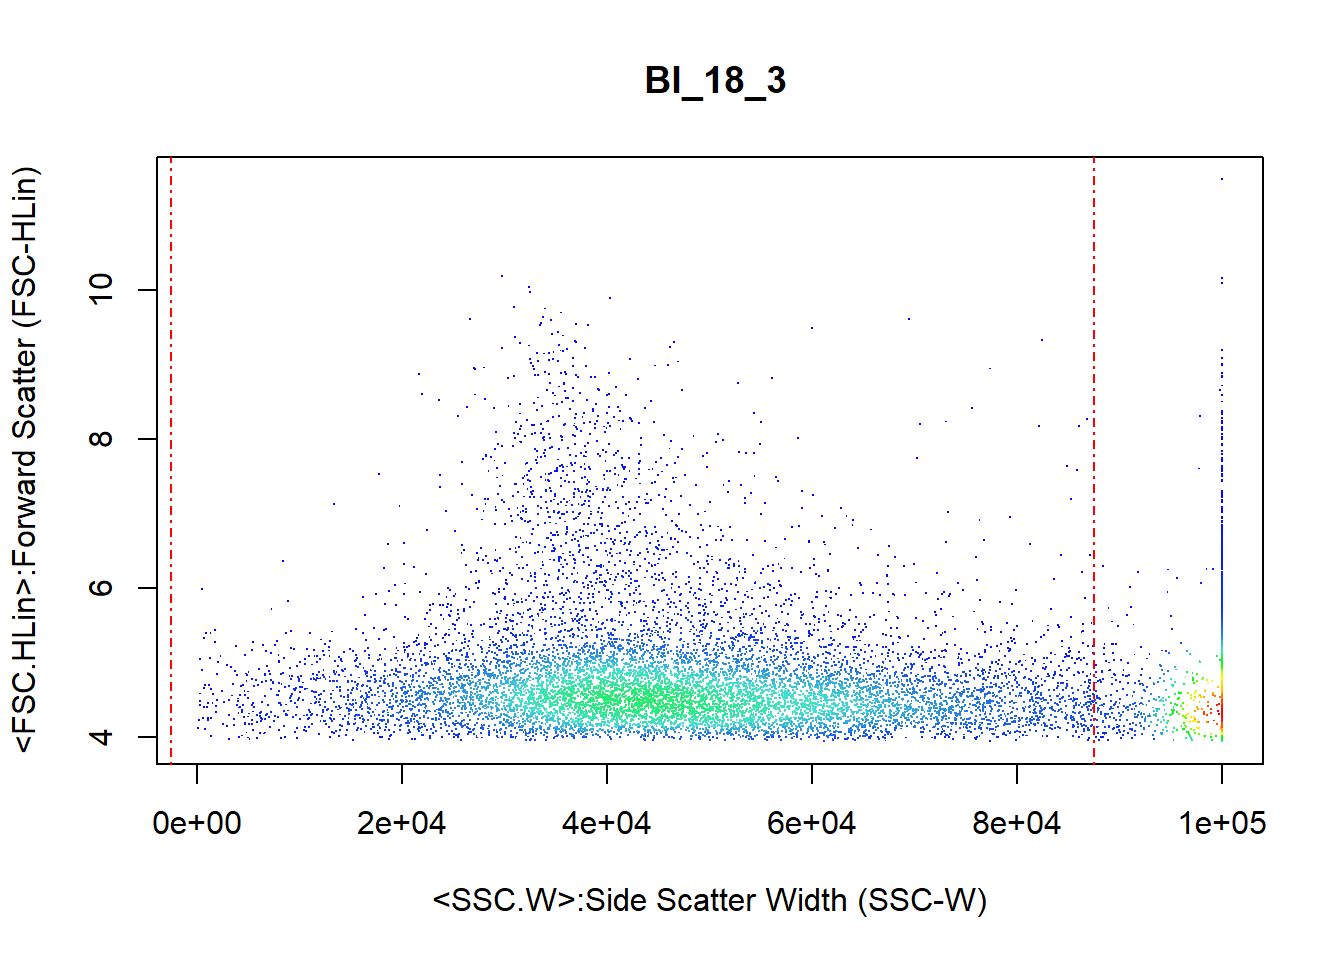 BI_18_3
<FSC.HLin>:Forward Scatter (FSC-HLin)
10
8
6
4
0e+00 2e+04 4e+04 6e+04 8e+04 1e+05
<SSC.W>:Side Scatter Width (SSC-W)